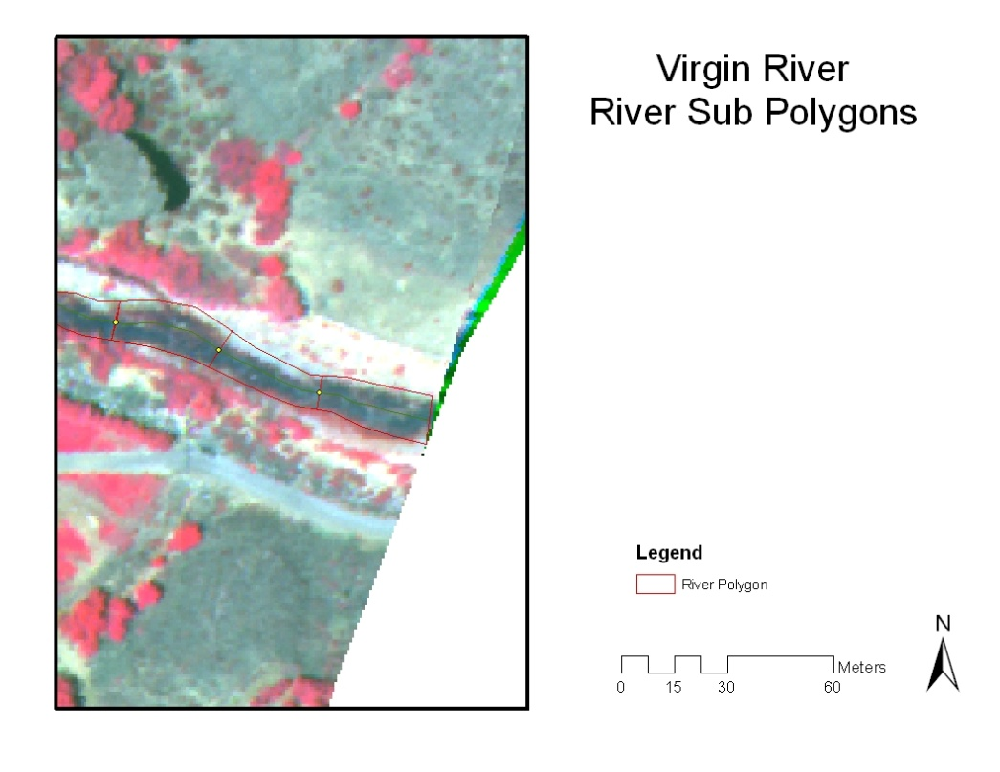 Virgin River
River Sub Polygons
Legend
River Polygon
N
Meters
0 15 30 60